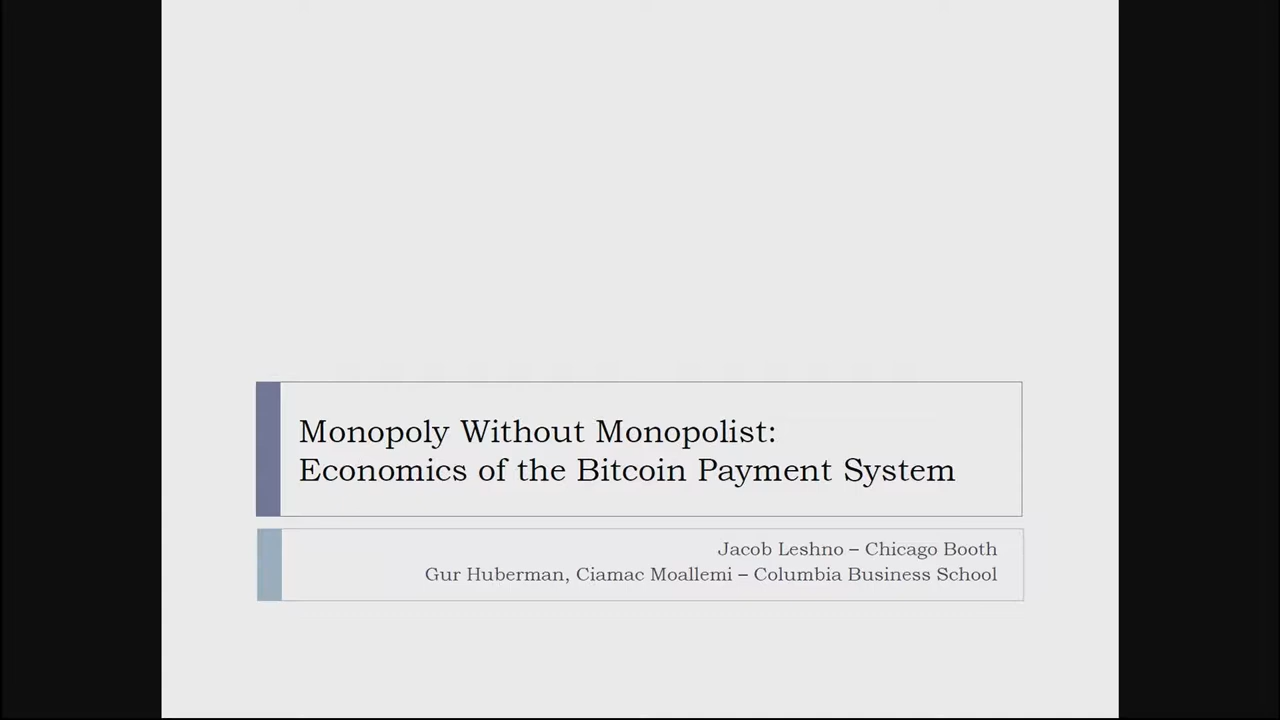 Monopoly Without Monopolist:
Economics of the Bitcoin Payment System
Jacob Leshno – Chicago Booth
Gur Huberman, Ciamac Moallemi – Columbia Business School